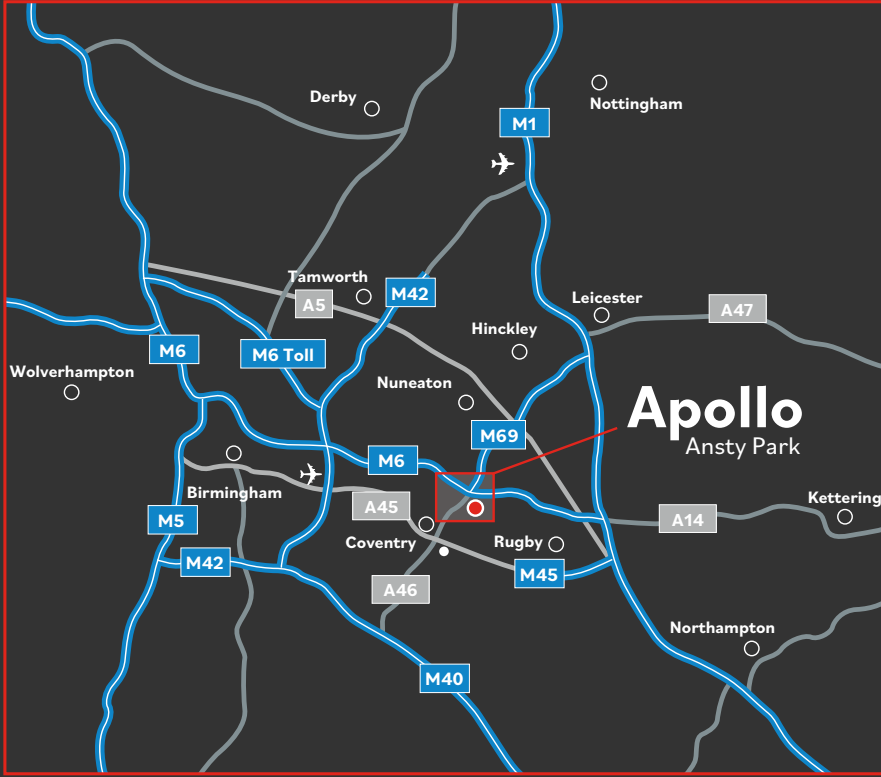 Derby
Nottingham
M1
Tamworth
A5
M42
Leicester
A47
Hinckley
M6
M6 Toll
Wolverhampton
Nuneaton
Apollo
Ansty Park
M69
M6
Birmingham
A45
Kettering
M5
A14
Coventry
Rugby
M42
M45
A46
Northampton
M40